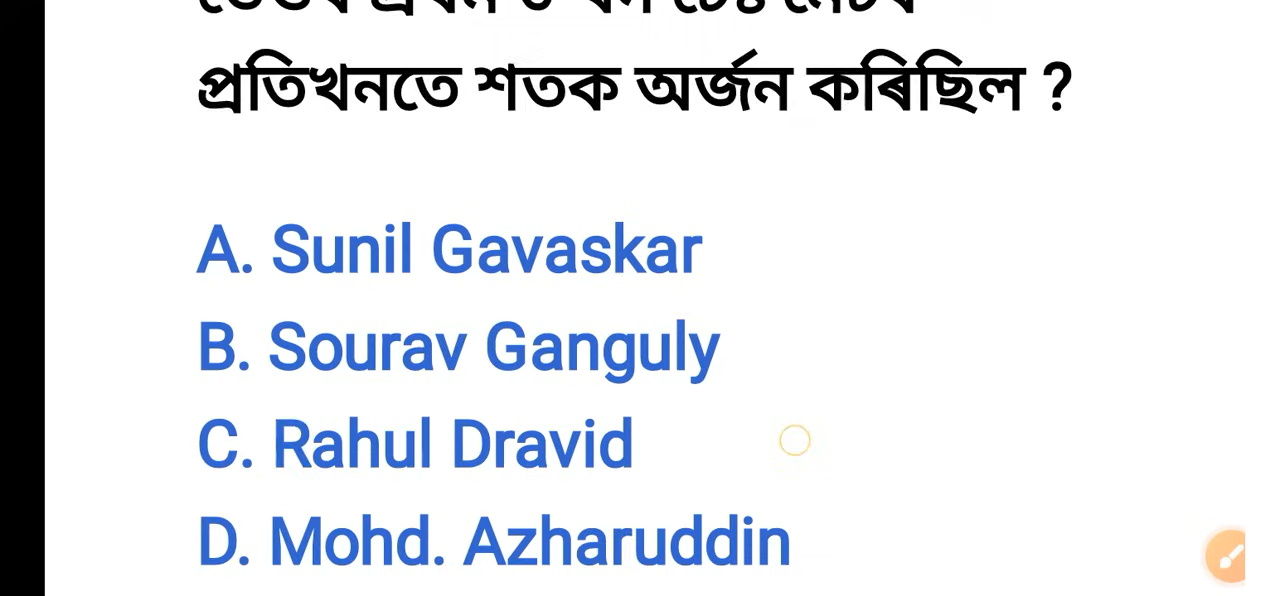 প্ৰতিখনতে শতক অৰ্জন কৰিছিল ?
A. Sunil Gavaskar
B. Sourav Ganguly
C. Rahul Dravid
D. Mohd. Azharuddin